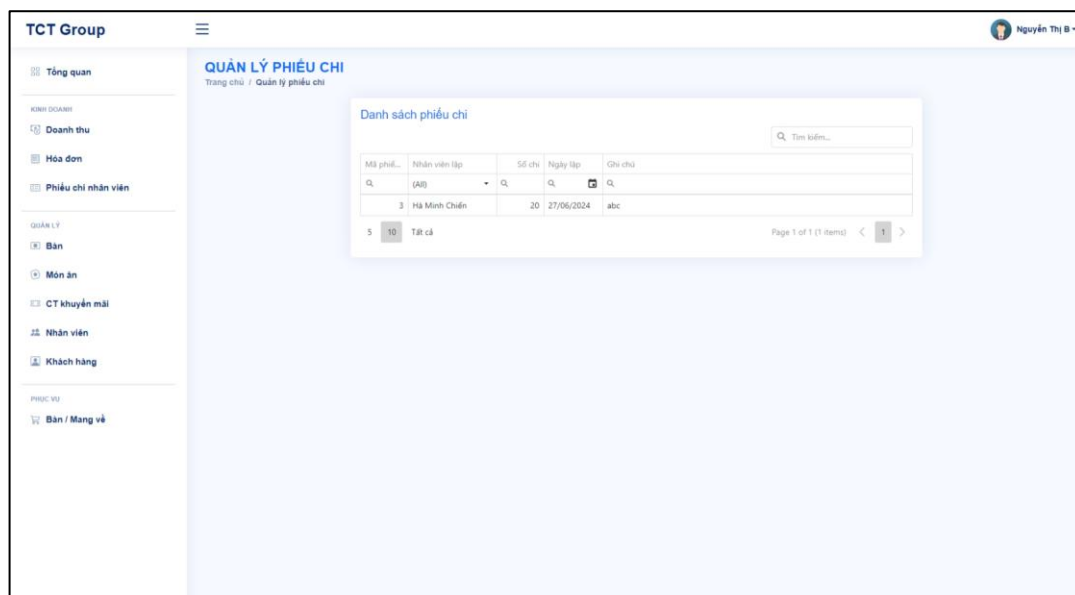 TCT Group
Nguyễn Thị B
Tổng quan
KINH DOANH
Doanh thu
Hóa đơn
Phiếu chi nhân viên
QUẢN LÝ
Bàn
Món ăn
CT khuyến mãi
Nhân viên
Khách hàng
PHỤC VỤ
Bàn / Mang về
QUẢN LÝ PHIẾU CHI
Trang chủ / Quản lý phiếu chi
Danh sách phiếu chi
Tìm kiếm...
Mã phiế... Nhân viên lập Số chi Ngày lập Ghi chú
(All)
3 Hà Minh Chiến 20 27/06/2024 abc
5 10 Tất cả Page 1 of 1 (1 items) 1